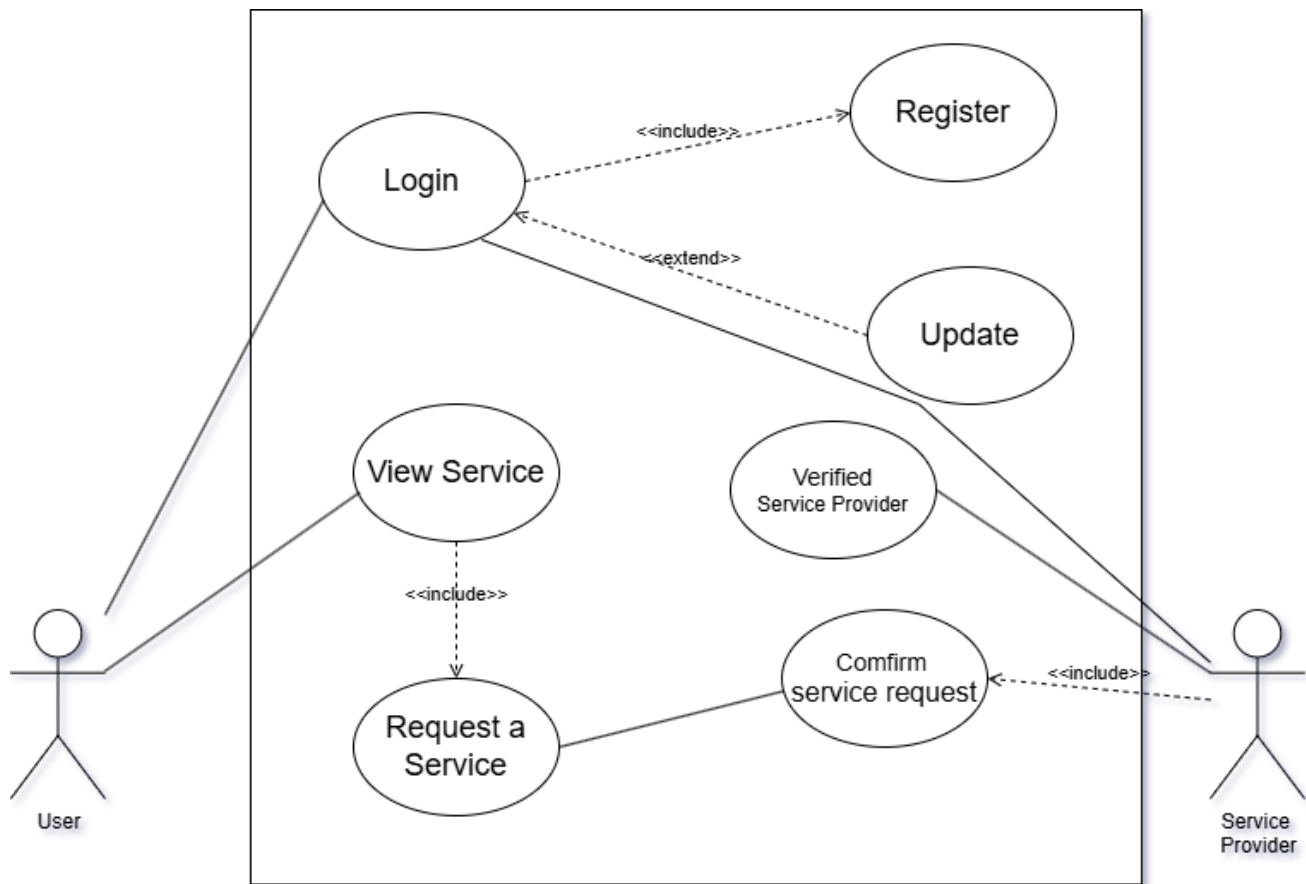 Register
<<include>>
Login
<<extend>>
Update
View Service
Verified
Service Provider
<<include>>
Comfirm
service request
<<include>>
Request a
Service
User
Service
Provider